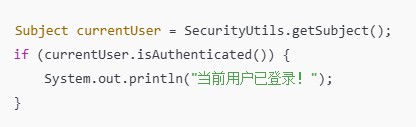 Subject currentUser = SecurityUtils.getSubject();
if (currentUser.isAuthenticated()) {
    System.out.println("当前用户已登录! ");
}